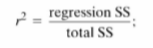 r² = regression SS / total SS;